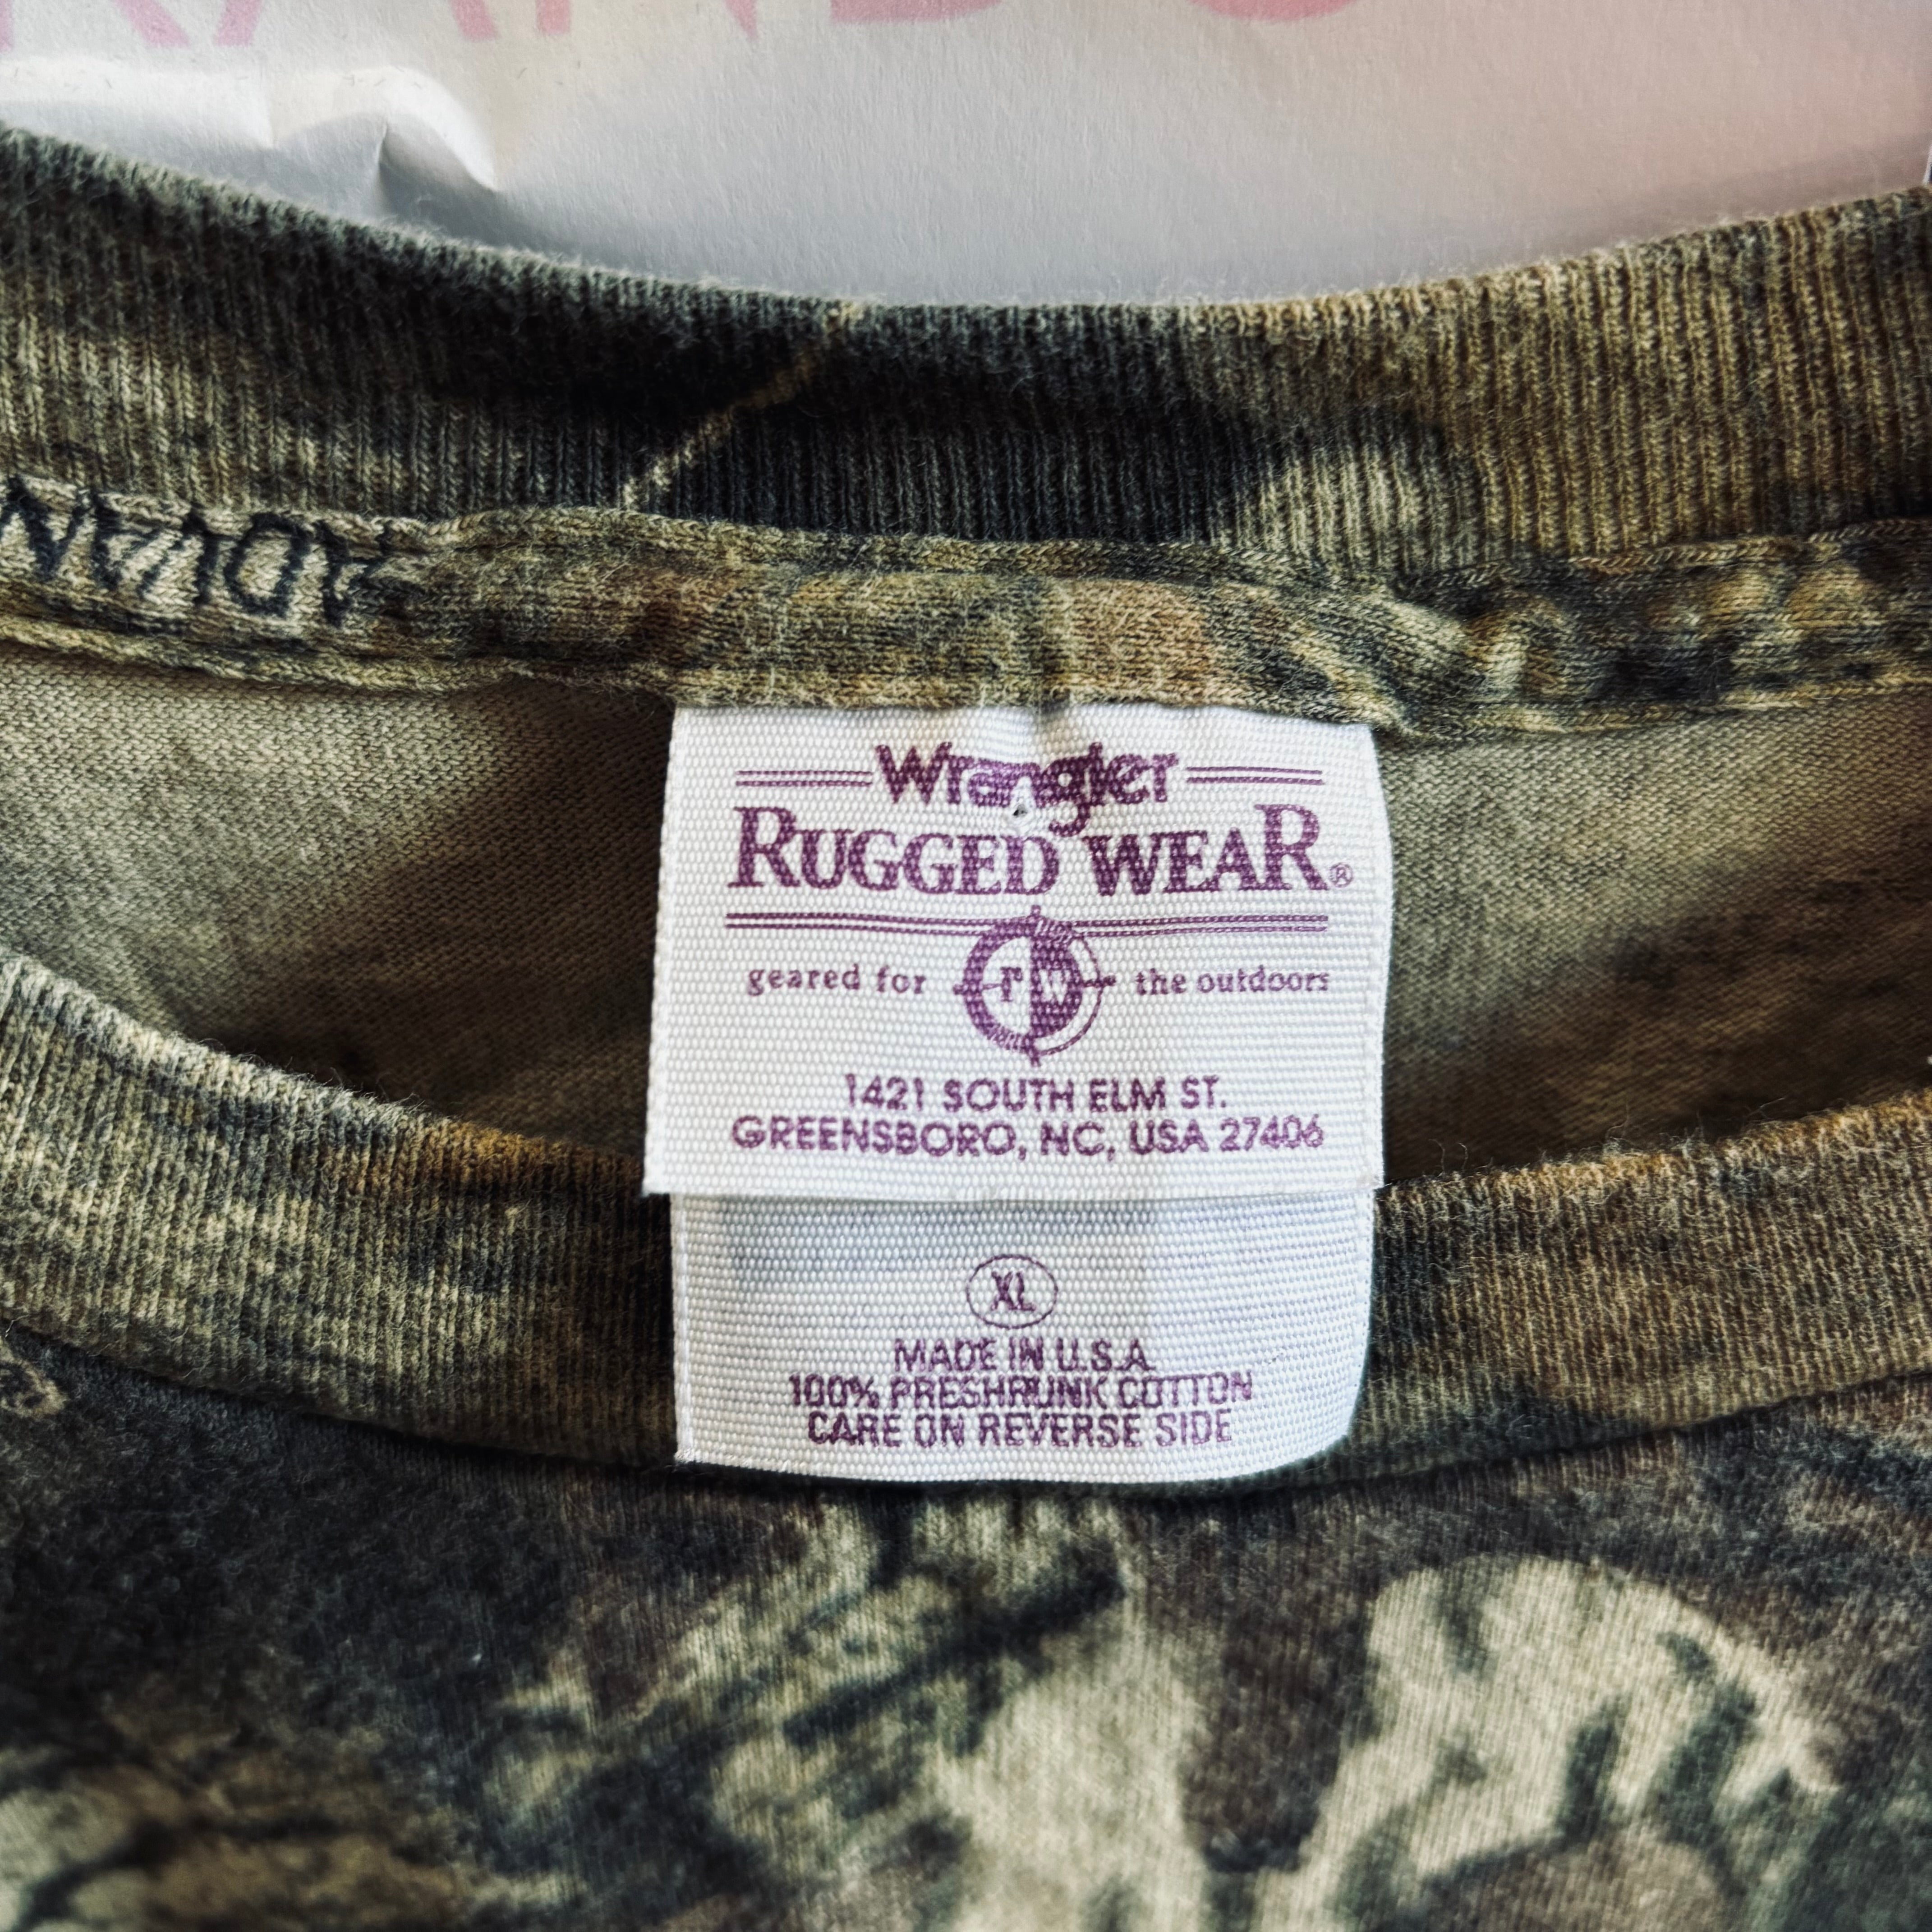 Wrangler
RUGGED WEAR®
geared for rw the outdoors
1421 SOUTH ELM ST.
GREENSBORO, NC, USA 27406
XL
MADE IN U.S.A.
100% PRESHRUNK COTTON
CARE ON REVERSE SIDE